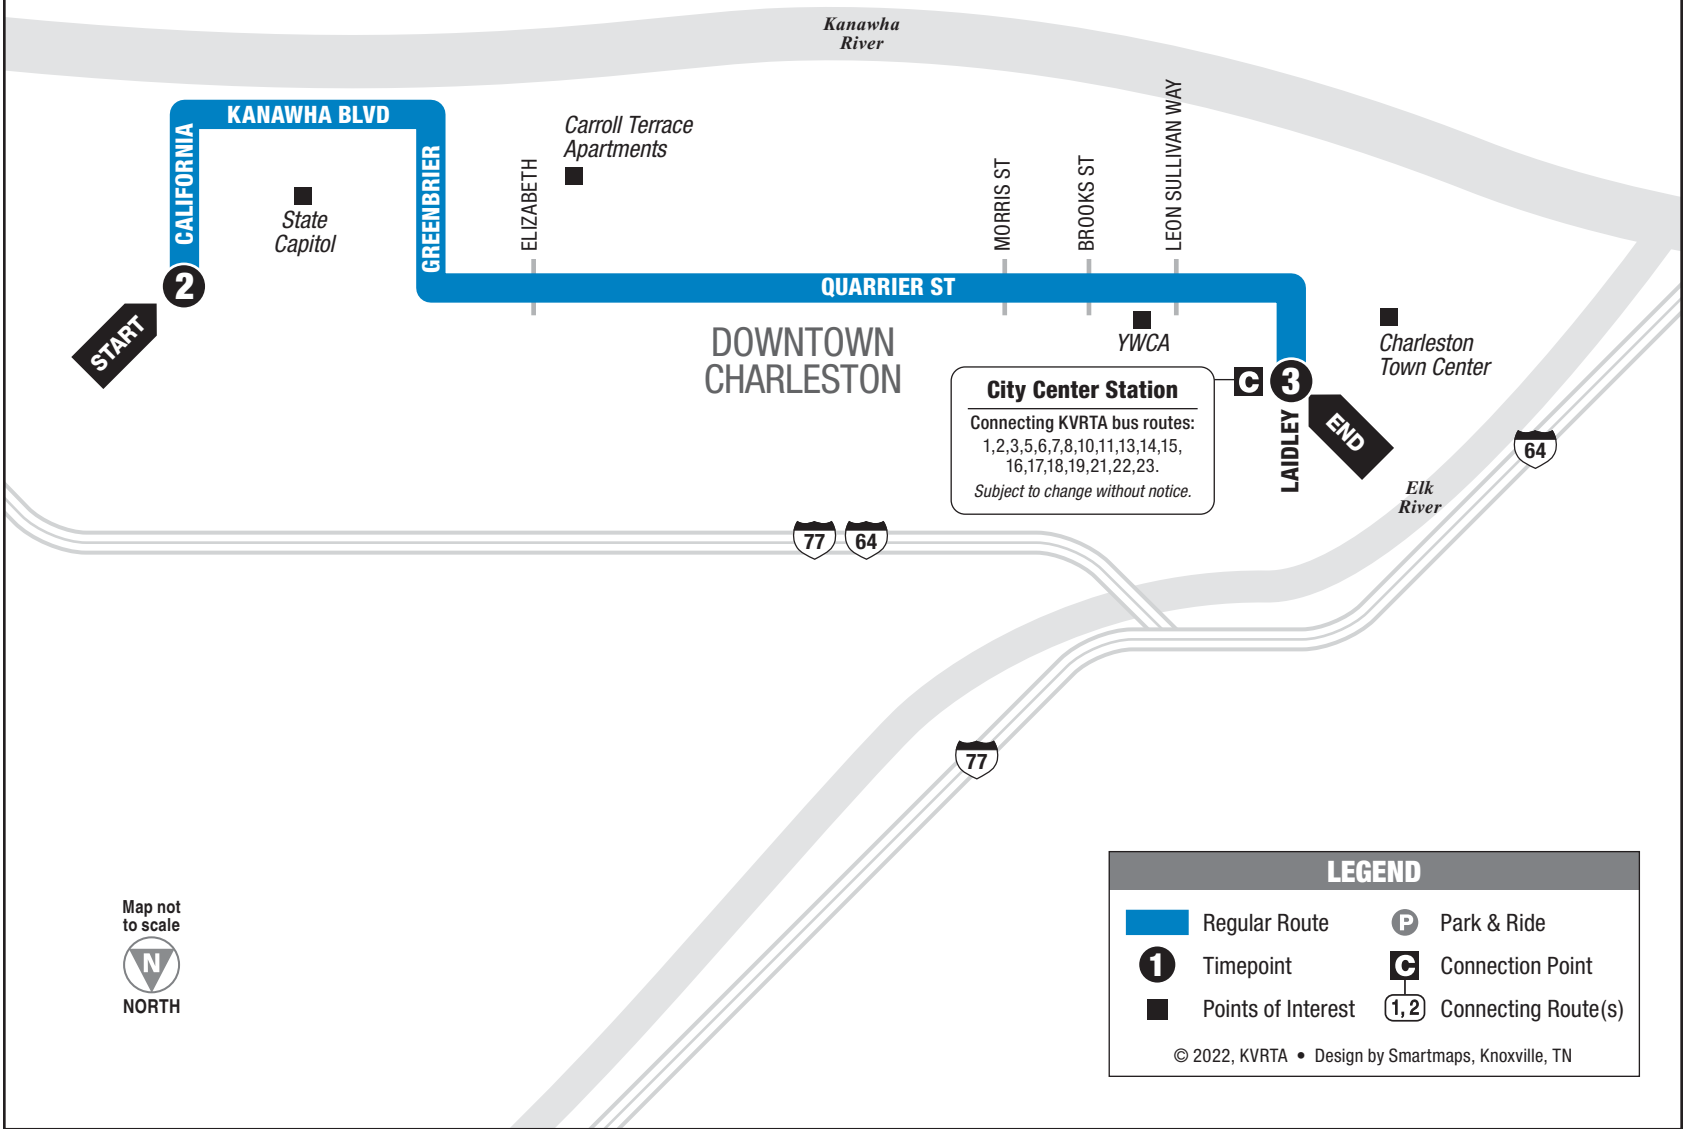 Kanawha
River
KANAWHA BLVD
CALIFORNIA
GREENBRIER
State
Capitol
2
START
ELIZABETH
Carroll Terrace
Apartments
MORRIS ST
BROOKS ST
LEON SULLIVAN WAY
QUARRIER ST
DOWNTOWN
CHARLESTON
YWCA
Charleston
Town Center
City Center Station
Connecting KVRTA bus routes:
1,2,3,5,6,7,8,10,11,13,14,15,
16,17,18,19,21,22,23.
Subject to change without notice.
C
3
LAIDLEY
END
64
Elk
River
77
64
77
Map not
to scale
N
NORTH
LEGEND
Regular Route
P Park & Ride
1 Timepoint
C Connection Point
Points of Interest
1, 2 Connecting Route(s)
© 2022, KVRTA • Design by Smartmaps, Knoxville, TN